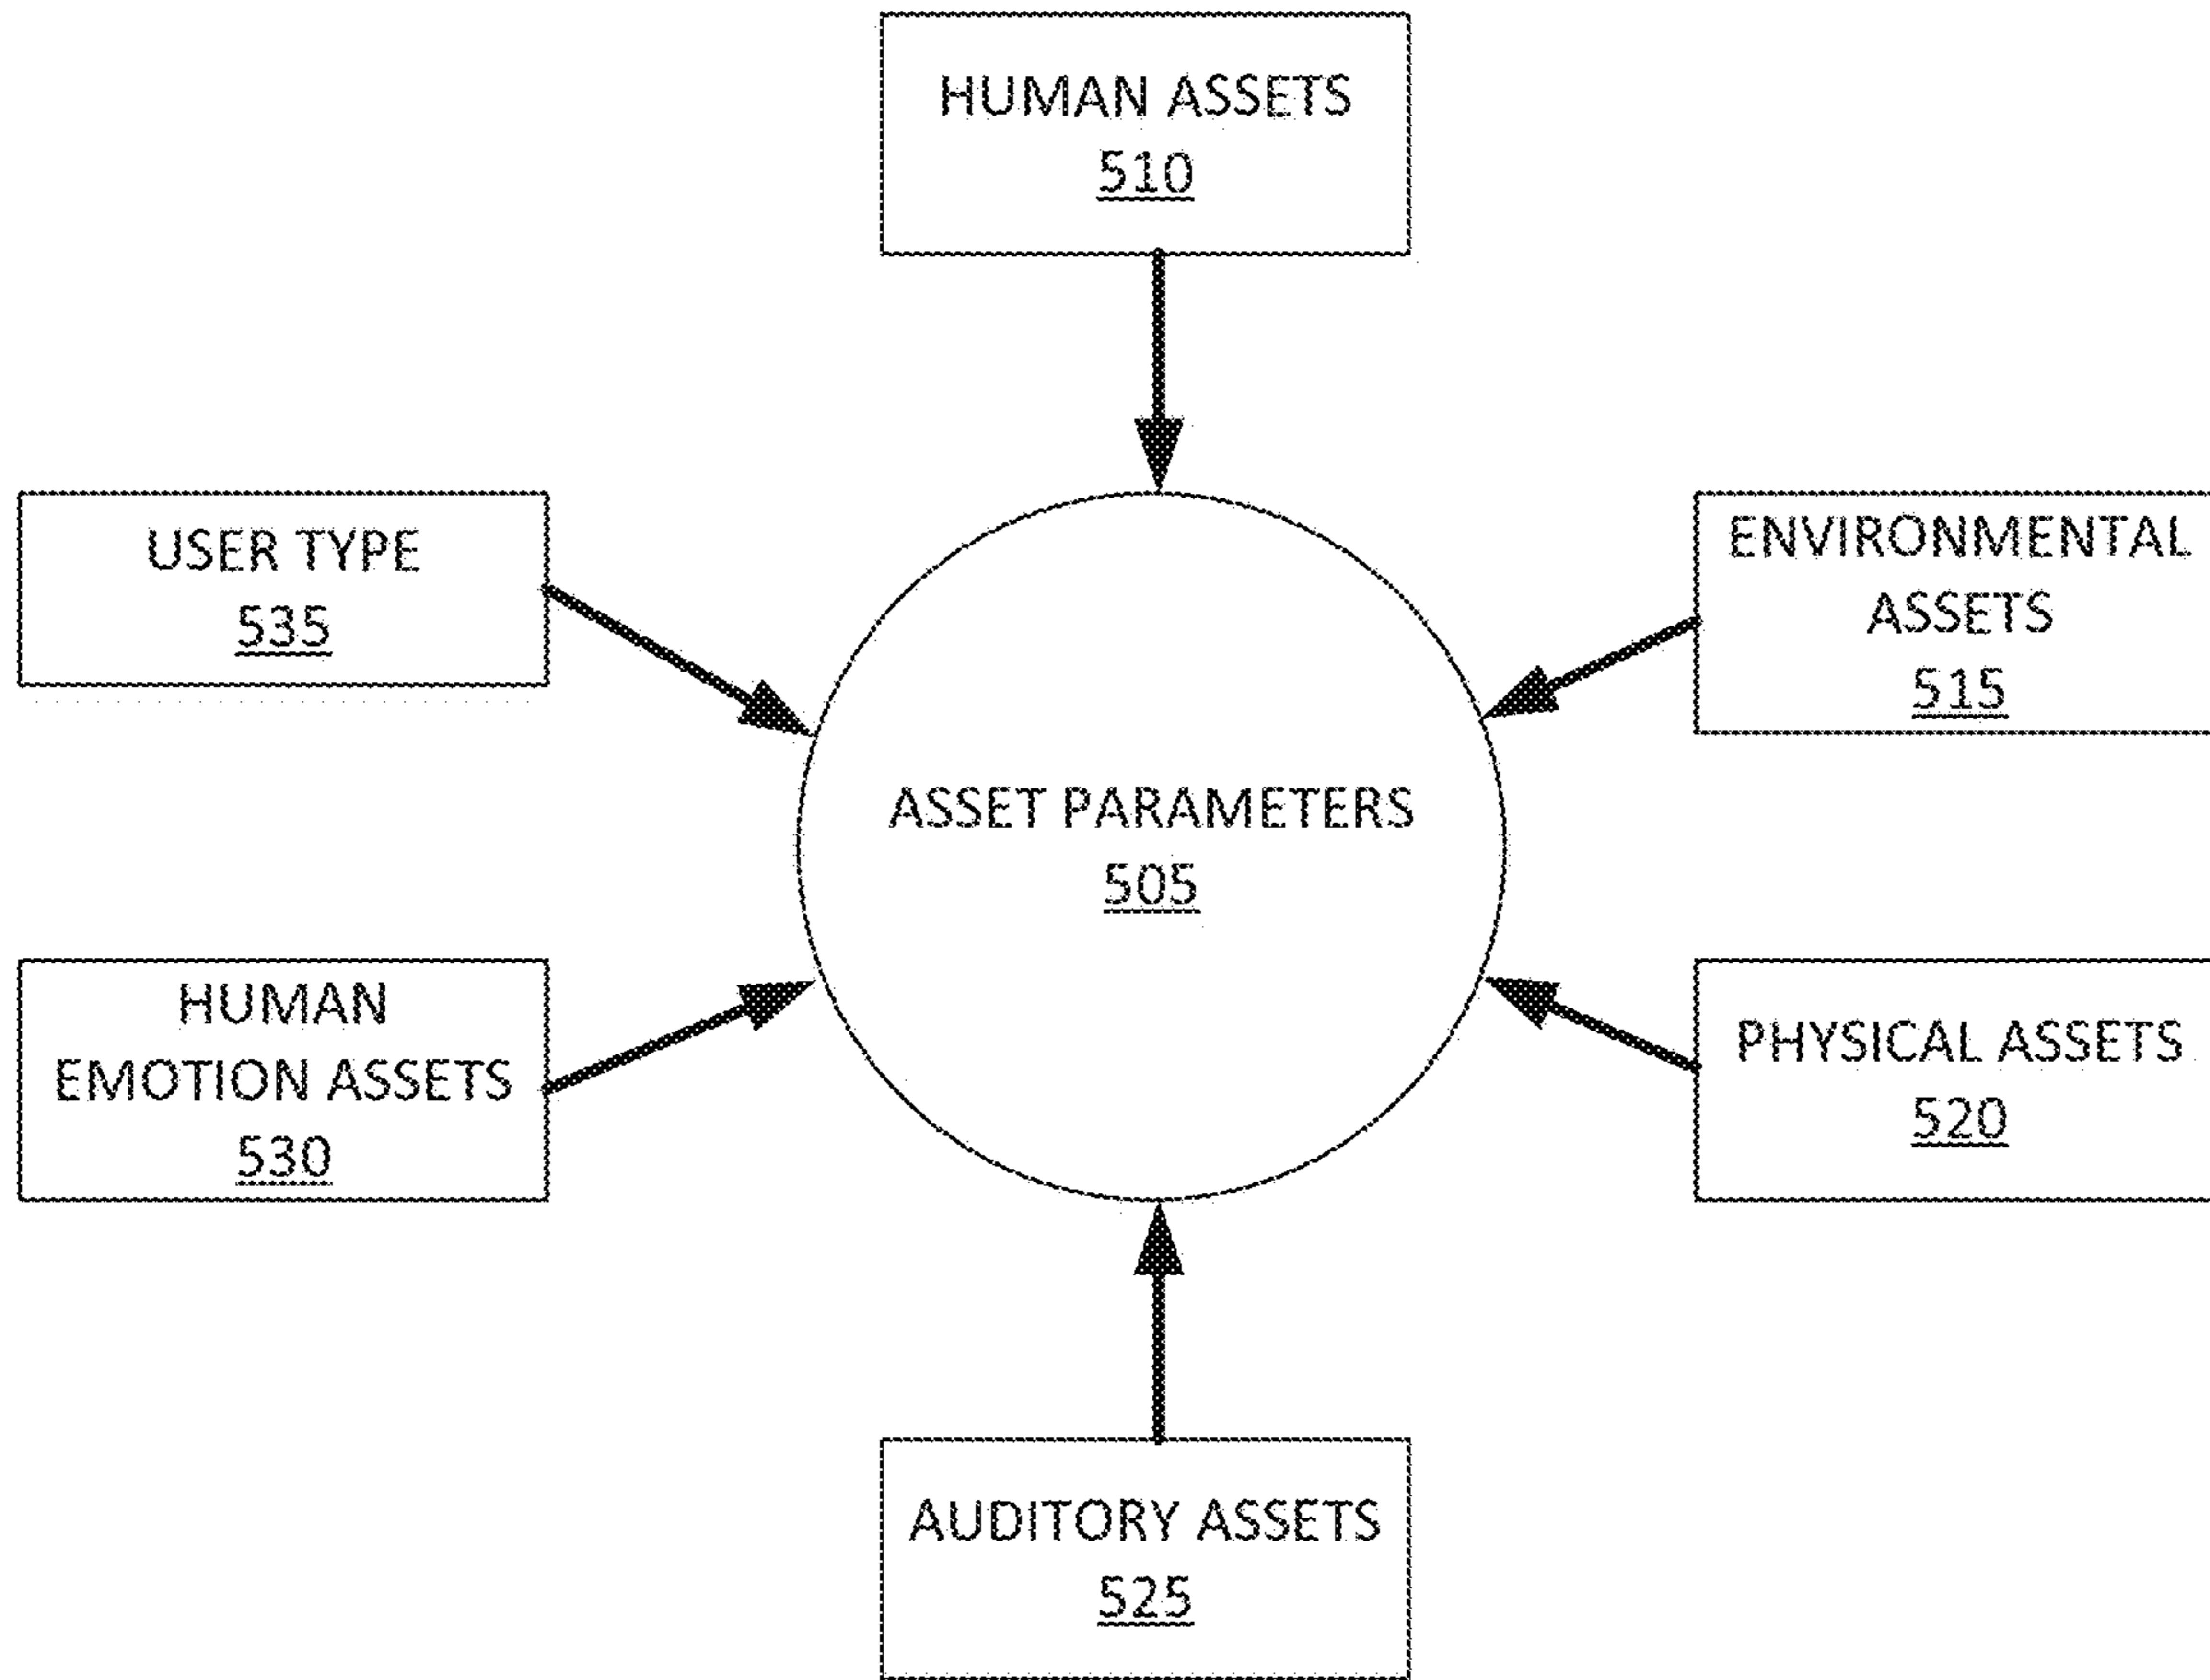 HUMAN ASSETS
510
USER TYPE
535
ENVIRONMENTAL
ASSETS
515
ASSET PARAMETERS
505
HUMAN
EMOTION ASSETS
530
PHYSICAL ASSETS
520
AUDITORY ASSETS
525